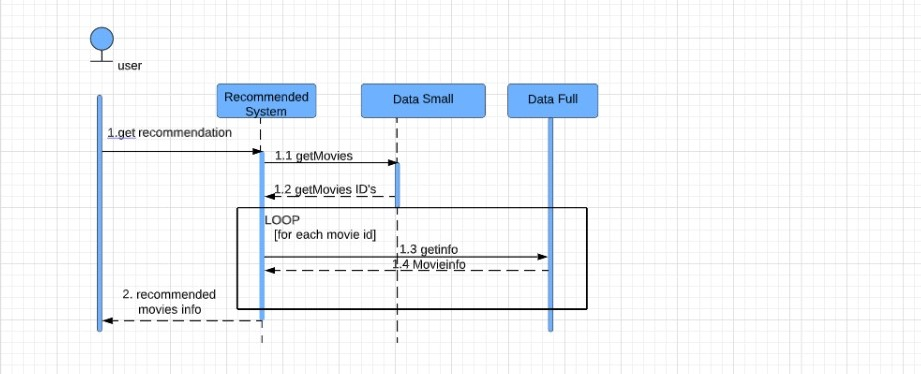 user
Recommended
System
Data Small
Data Full
1.get recommendation
1.1 getMovies
1.2 getMovies ID's
LOOP
[for each movie id]
1.3 getinfo
1.4 Movieinfo
2. recommended
movies info